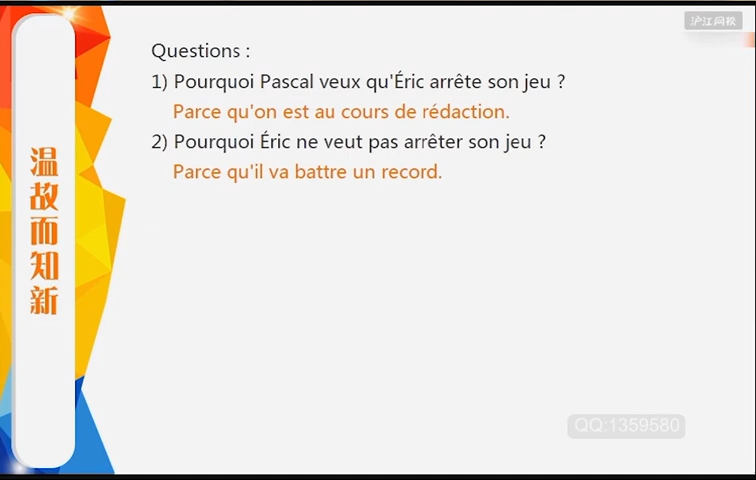 沪江网校
Questions :
1) Pourquoi Pascal veux qu'Éric arrête son jeu ?
Parce qu'on est au cours de rédaction.
2) Pourquoi Éric ne veut pas arrêter son jeu ?
Parce qu'il va battre un record.
温故而知新
QQ:1359580